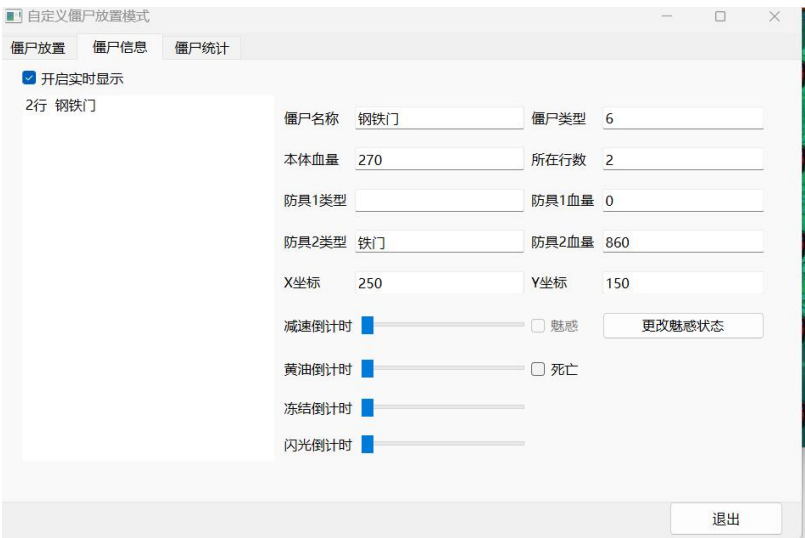 自定义僵尸放置模式
僵尸放置 僵尸信息 僵尸统计
开启实时显示
2行 钢铁门
僵尸名称 钢铁门 僵尸类型 6
本体血量 270 所在行数 2
防具1类型 防具1血量 0
防具2类型 铁门 防具2血量 860
X坐标 250 Y坐标 150
减速倒计时 魅惑 更改魅惑状态
黄油倒计时 死亡
冻结倒计时
闪光倒计时
退出